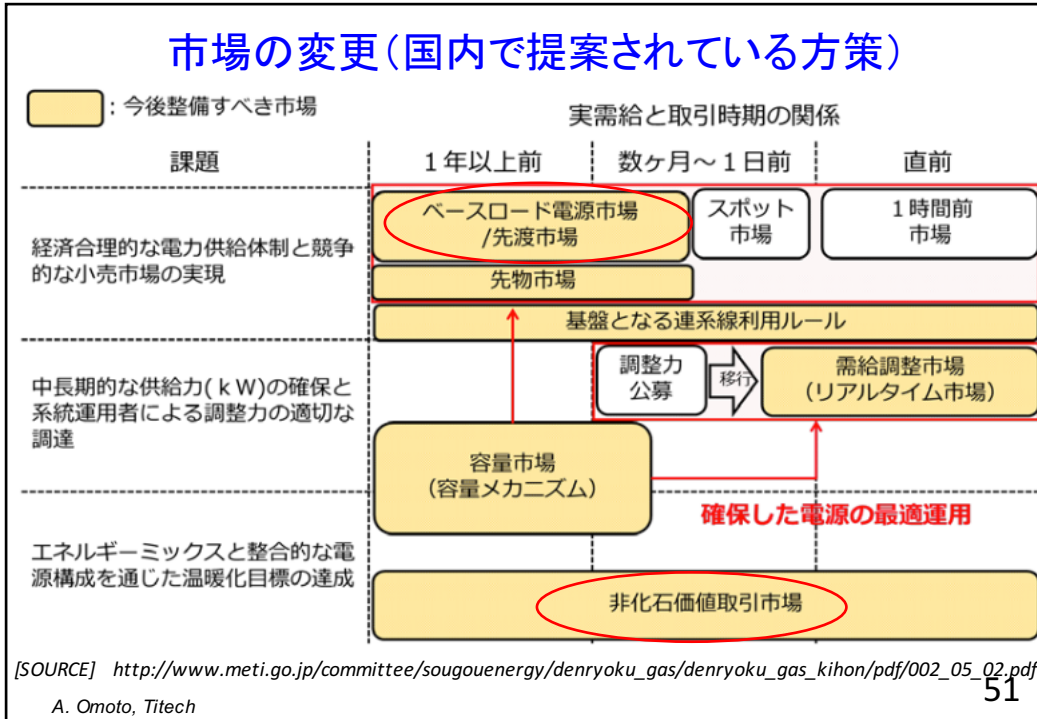 市場の変更(国内で提案されている方策)
:今後整備すべき市場
実需給と取引時期の関係
課題
1年以上前
数ヶ月～1日前
直前
経済合理的な電力供給体制と競争
的な小売市場の実現
ベースロード電源市場
/先渡市場
スポット
市場
1時間前
市場
先物市場
基盤となる連系線利用ルール
中長期的な供給力(kW)の確保と
系統運用者による調整力の適切な
調達
調整力
公募
移行
需給調整市場
(リアルタイム市場)
容量市場
(容量メカニズム)
確保した電源の最適運用
エネルギーミックスと整合的な電
源構成を通じた温暖化目標の達成
非化石価値取引市場
[SOURCE] http://www.meti.go.jp/committee/sougouenergy/denryoku_gas/denryoku_gas_kihon/pdf/002_05_02.pdf
A. Omoto, Titech
51